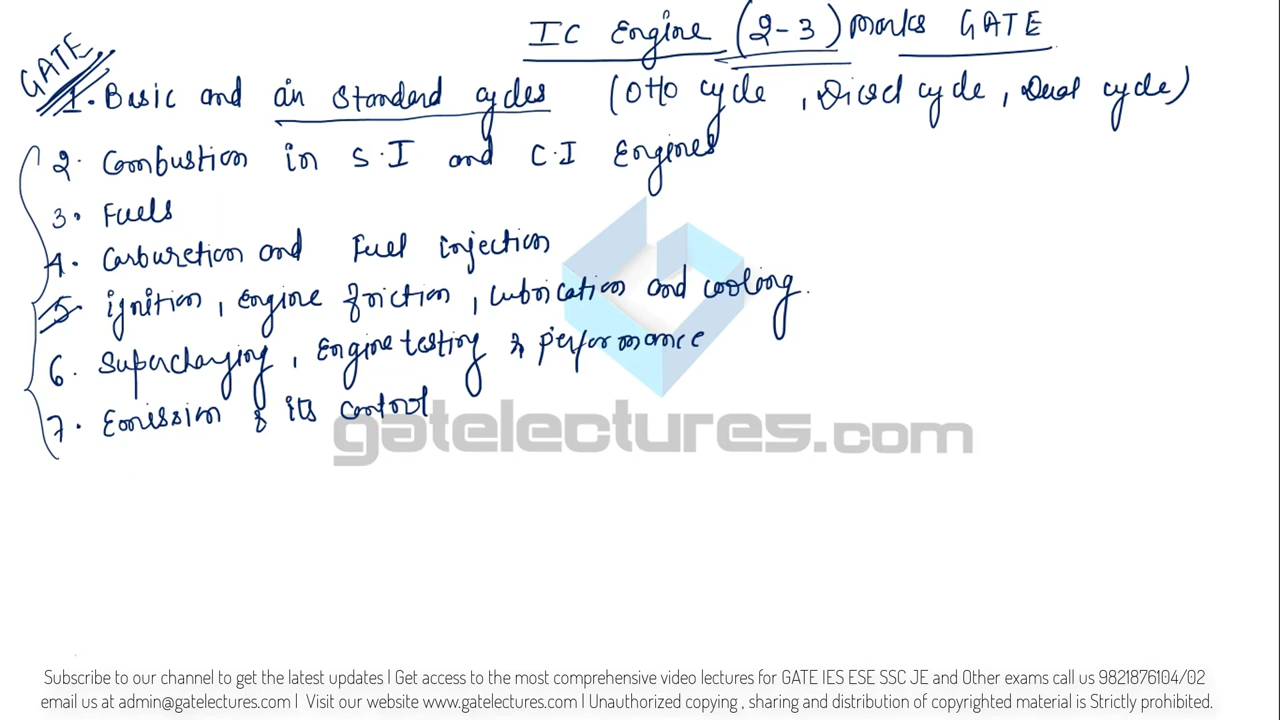 IC Engine (2-3) marks GATE
GATE
1. Basic and air standard cycles (Otto cycle, Diesel cycle, Dual cycle)
2. Combustion in S.I and C.I Engines
3. Fuels
4. Carburetion and Fuel injection
5. ignition, Engine friction, lubrication and cooling.
6. Supercharging, Engine testing & performance
7. Emission & its control
gatelectures.com
Subscribe to our channel to get the latest updates | Get access to the most comprehensive video lectures for GATE IES ESE SSC JE and Other exams call us 9821876104/02
email us at admin@gatelectures.com | Visit our website www.gatelectures.com | Unauthorized copying , sharing and distribution of copyrighted material is Strictly prohibited.